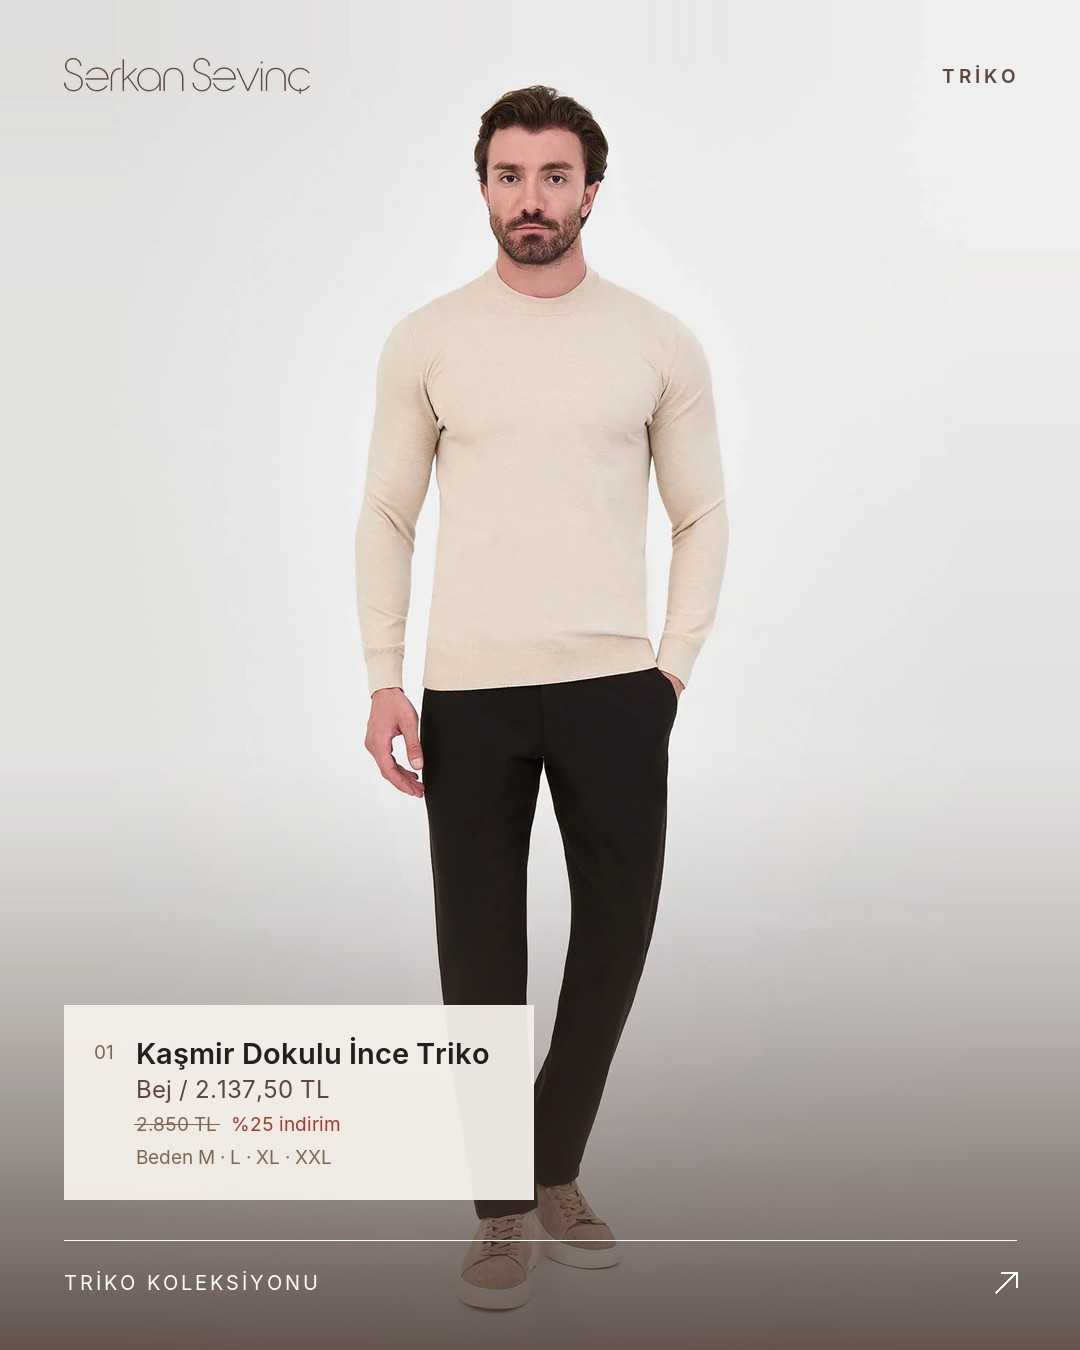 Serkan Sevinç
TRİKO
01
Kaşmir Dokulu İnce Triko
Bej / 2.137,50 TL
2.850 TL %25 indirim
Beden M · L · XL · XXL
TRİKO KOLEKSİYONU